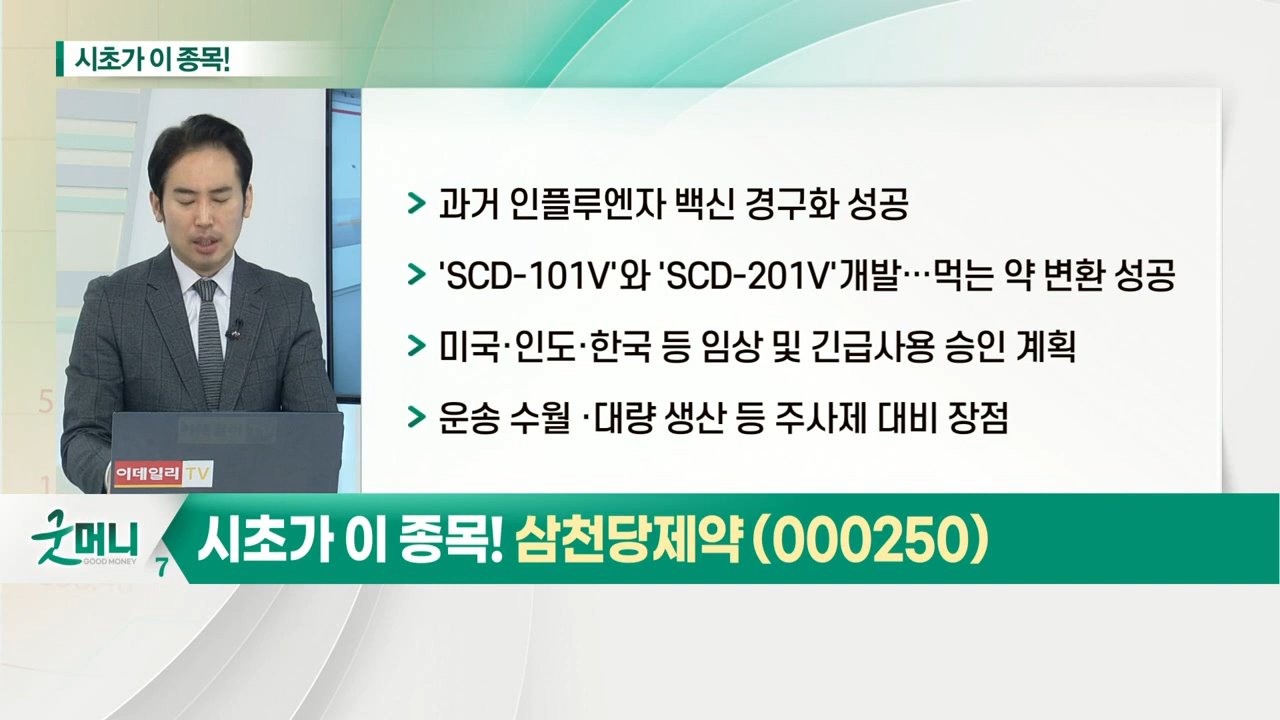 시초가 이 종목!
과거 인플루엔자 백신 경구화 성공
'SCD-101V'와 'SCD-201V'개발…먹는 약 변환 성공
미국·인도·한국 등 임상 및 긴급사용 승인 계획
운송 수월 ·대량 생산 등 주사제 대비 장점
이데일리 TV
굿머니
GOOD MONEY
7
시초가 이 종목! 삼천당제약 (000250)